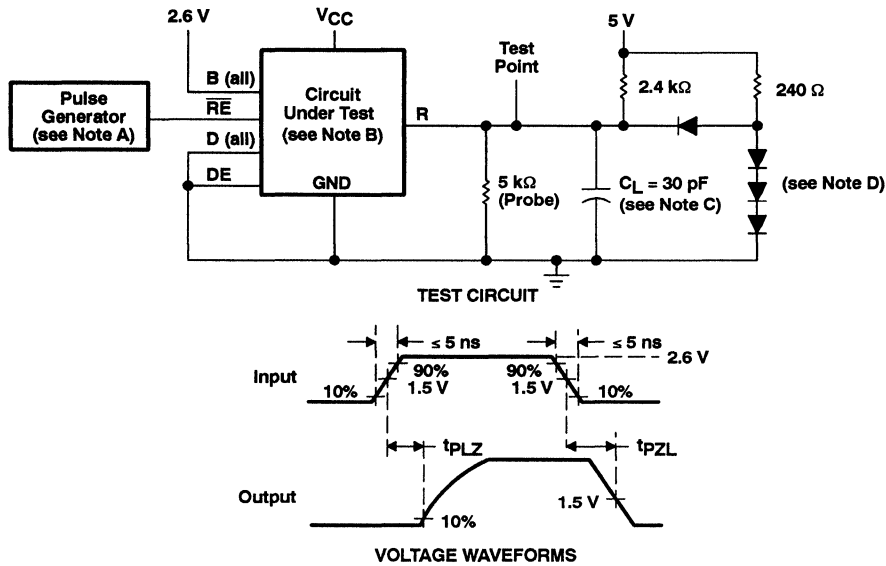 2.6 V
VCC
5 V
Test
Point
B (all)
Pulse
Generator
(see Note A)
RE
D (all)
DE
Circuit
Under Test
(see Note B)
GND
R
2.4 kΩ
240 Ω
5 kΩ
(Probe)
CL = 30 pF
(see Note C)
(see Note D)
TEST CIRCUIT
≤ 5 ns
≤ 5 ns
2.6 V
Input
90%
90%
1.5 V
1.5 V
10%
10%
tPLZ
tPZL
Output
1.5 V
10%
VOLTAGE WAVEFORMS